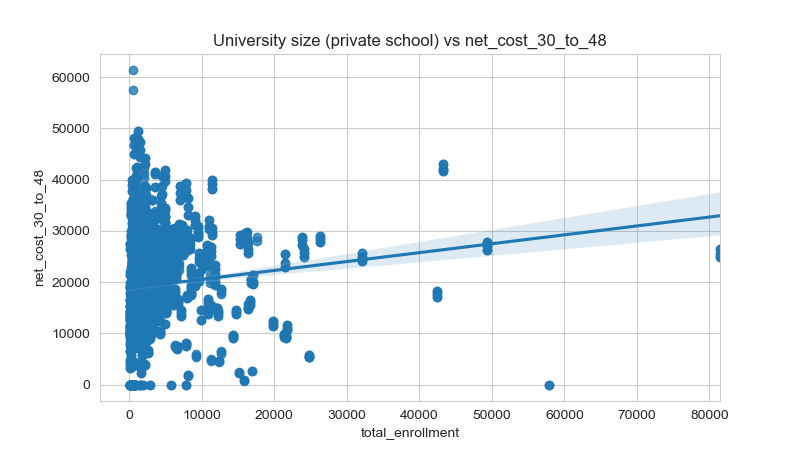 University size (private school) vs net_cost_30_to_48
60000
50000
40000
30000
20000
10000
0
net_cost_30_to_48
0 10000 20000 30000 40000 50000 60000 70000 80000
total_enrollment